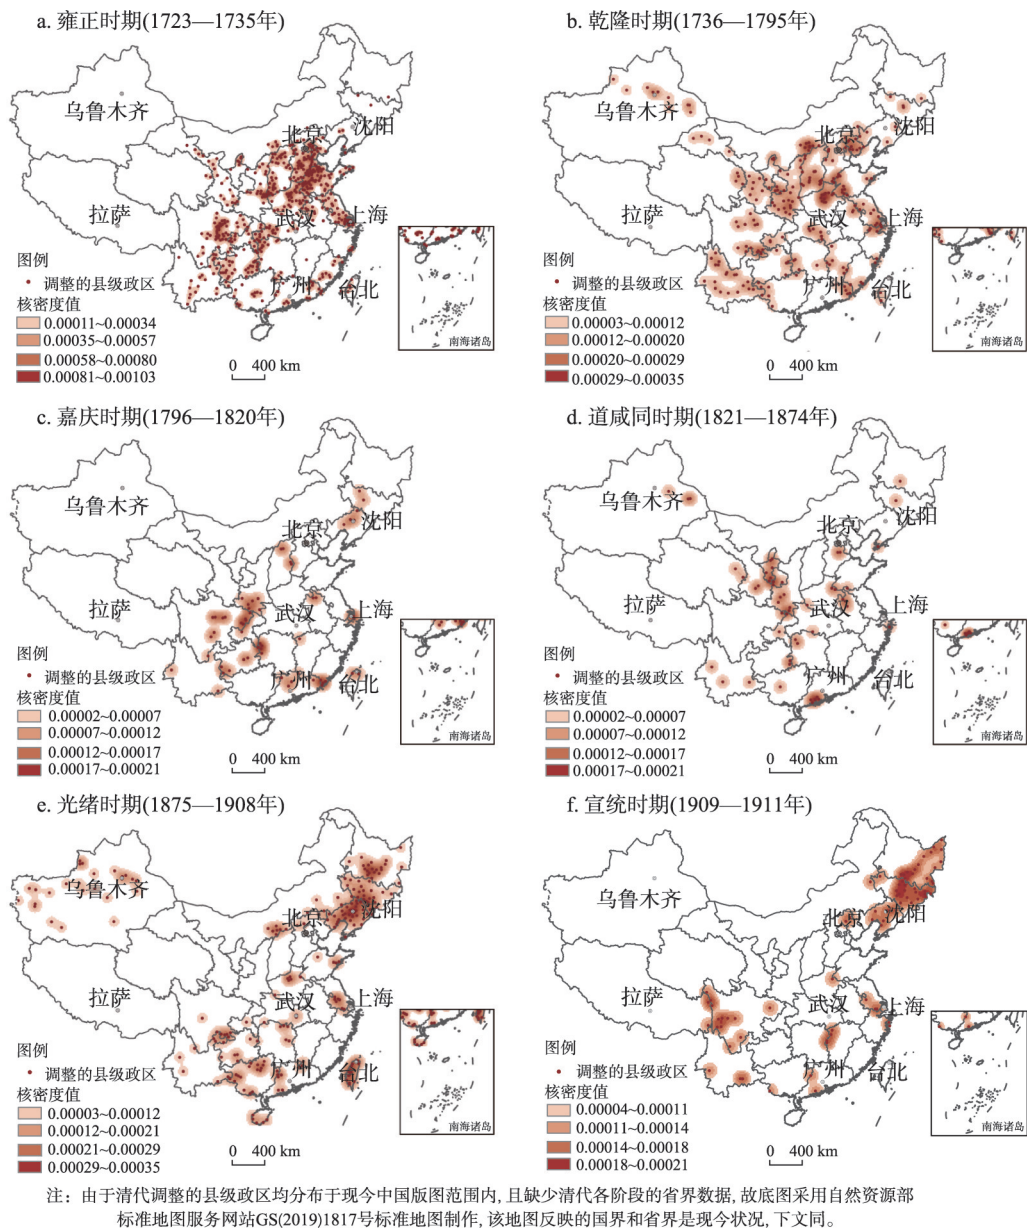 a. 雍正时期(1723—1735年)
乌鲁木齐
北京
沈阳
拉萨
武汉
上海
广州
台北
图例
调整的县级政区
核密度值
0.00011~0.00034
0.00035~0.00057
0.00058~0.00080
0.00081~0.00103
0 400 km
南海诸岛
b. 乾隆时期(1736—1795年)
乌鲁木齐
北京
沈阳
拉萨
武汉
上海
广州
台北
图例
调整的县级政区
核密度值
0.00003~0.00012
0.00012~0.00020
0.00020~0.00029
0.00029~0.00035
0 400 km
南海诸岛
c. 嘉庆时期(1796—1820年)
乌鲁木齐
北京
沈阳
拉萨
武汉
上海
广州
台北
图例
调整的县级政区
核密度值
0.00002~0.00007
0.00007~0.00012
0.00012~0.00017
0.00017~0.00021
0 400 km
南海诸岛
d. 道咸同时期(1821—1874年)
乌鲁木齐
北京
沈阳
拉萨
武汉
上海
广州
台北
图例
调整的县级政区
核密度值
0.00002~0.00007
0.00007~0.00012
0.00012~0.00017
0.00017~0.00021
0 400 km
南海诸岛
e. 光绪时期(1875—1908年)
乌鲁木齐
北京
沈阳
拉萨
武汉
上海
广州
台北
图例
调整的县级政区
核密度值
0.00003~0.00012
0.00012~0.00021
0.00021~0.00029
0.00029~0.00035
0 400 km
南海诸岛
f. 宣统时期(1909—1911年)
乌鲁木齐
北京
沈阳
拉萨
武汉
上海
广州
台北
图例
调整的县级政区
核密度值
0.00004~0.00011
0.00011~0.00014
0.00014~0.00018
0.00018~0.00021
0 400 km
南海诸岛
注：由于清代调整的县级政区均分布于现今中国版图范围内, 且缺少清代各阶段的省界数据, 故底图采用自然资源部
标准地图服务网站GS(2019)1817号标准地图制作, 该地图反映的国界和省界是现今状况, 下文同。